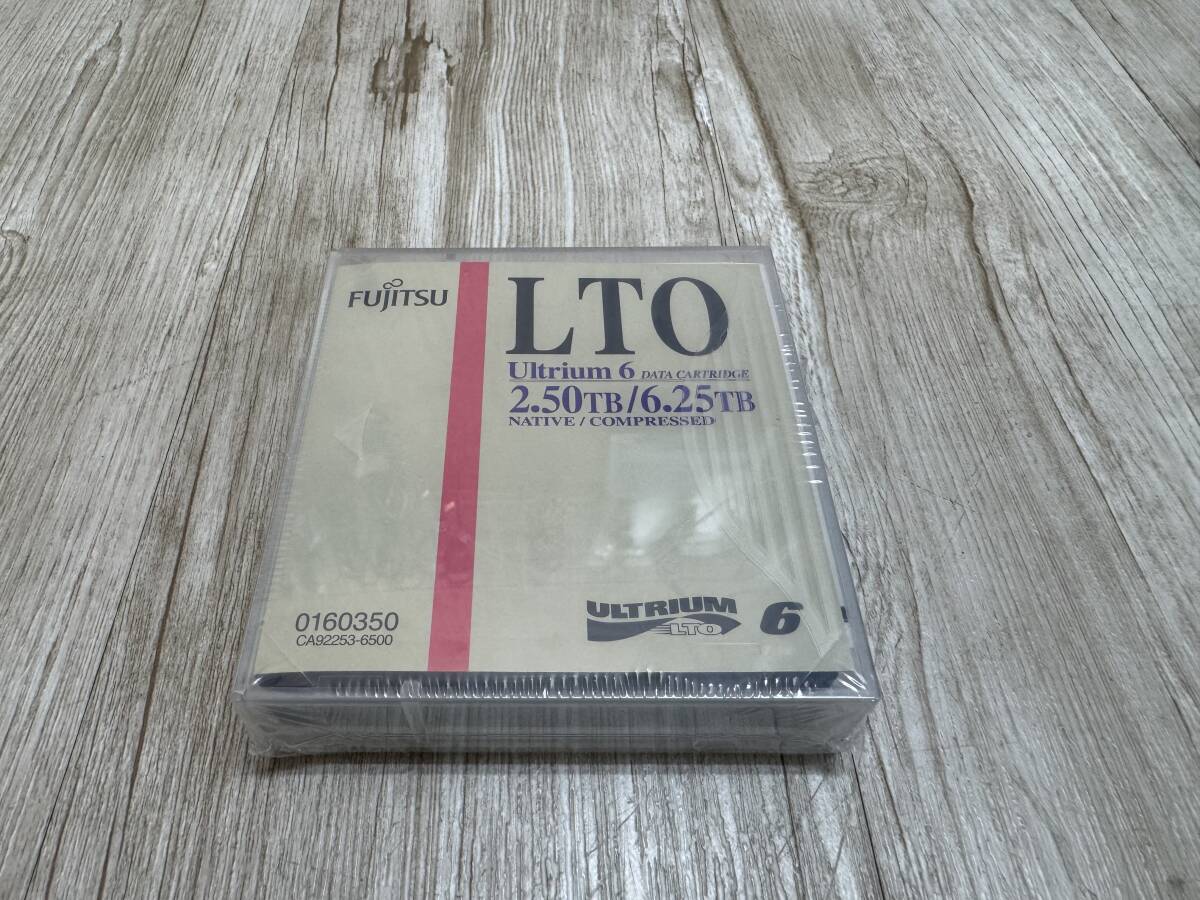 FUJITSU
LTO
Ultrium 6 DATA CARTRIDGE
2.50TB/6.25TB
NATIVE / COMPRESSED
0160350
CA92253-6500
ULTRIUM
LTO
6